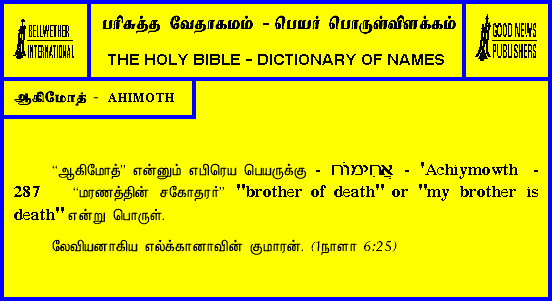 BELLWETHER
INTERNATIONAL
பரிசுத்த வேதாகமம் - பெயர் பொருள்விளக்கம்
THE HOLY BIBLE - DICTIONARY OF NAMES
GOOD NEWS
PUBLISHERS
ஆகிமோத் - AHIMOTH
“ஆகிமோத்” என்னும் எபிரெய பெயருக்கு - אֲחִימוֹת - 'Achiymowth -
287 “மரணத்தின் சகோதரர்” "brother of death" or "my brother is
death" என்று பொருள்.
லேவியனாகிய எல்க்கானாவின் குமாரன். (1நாளா 6:25)